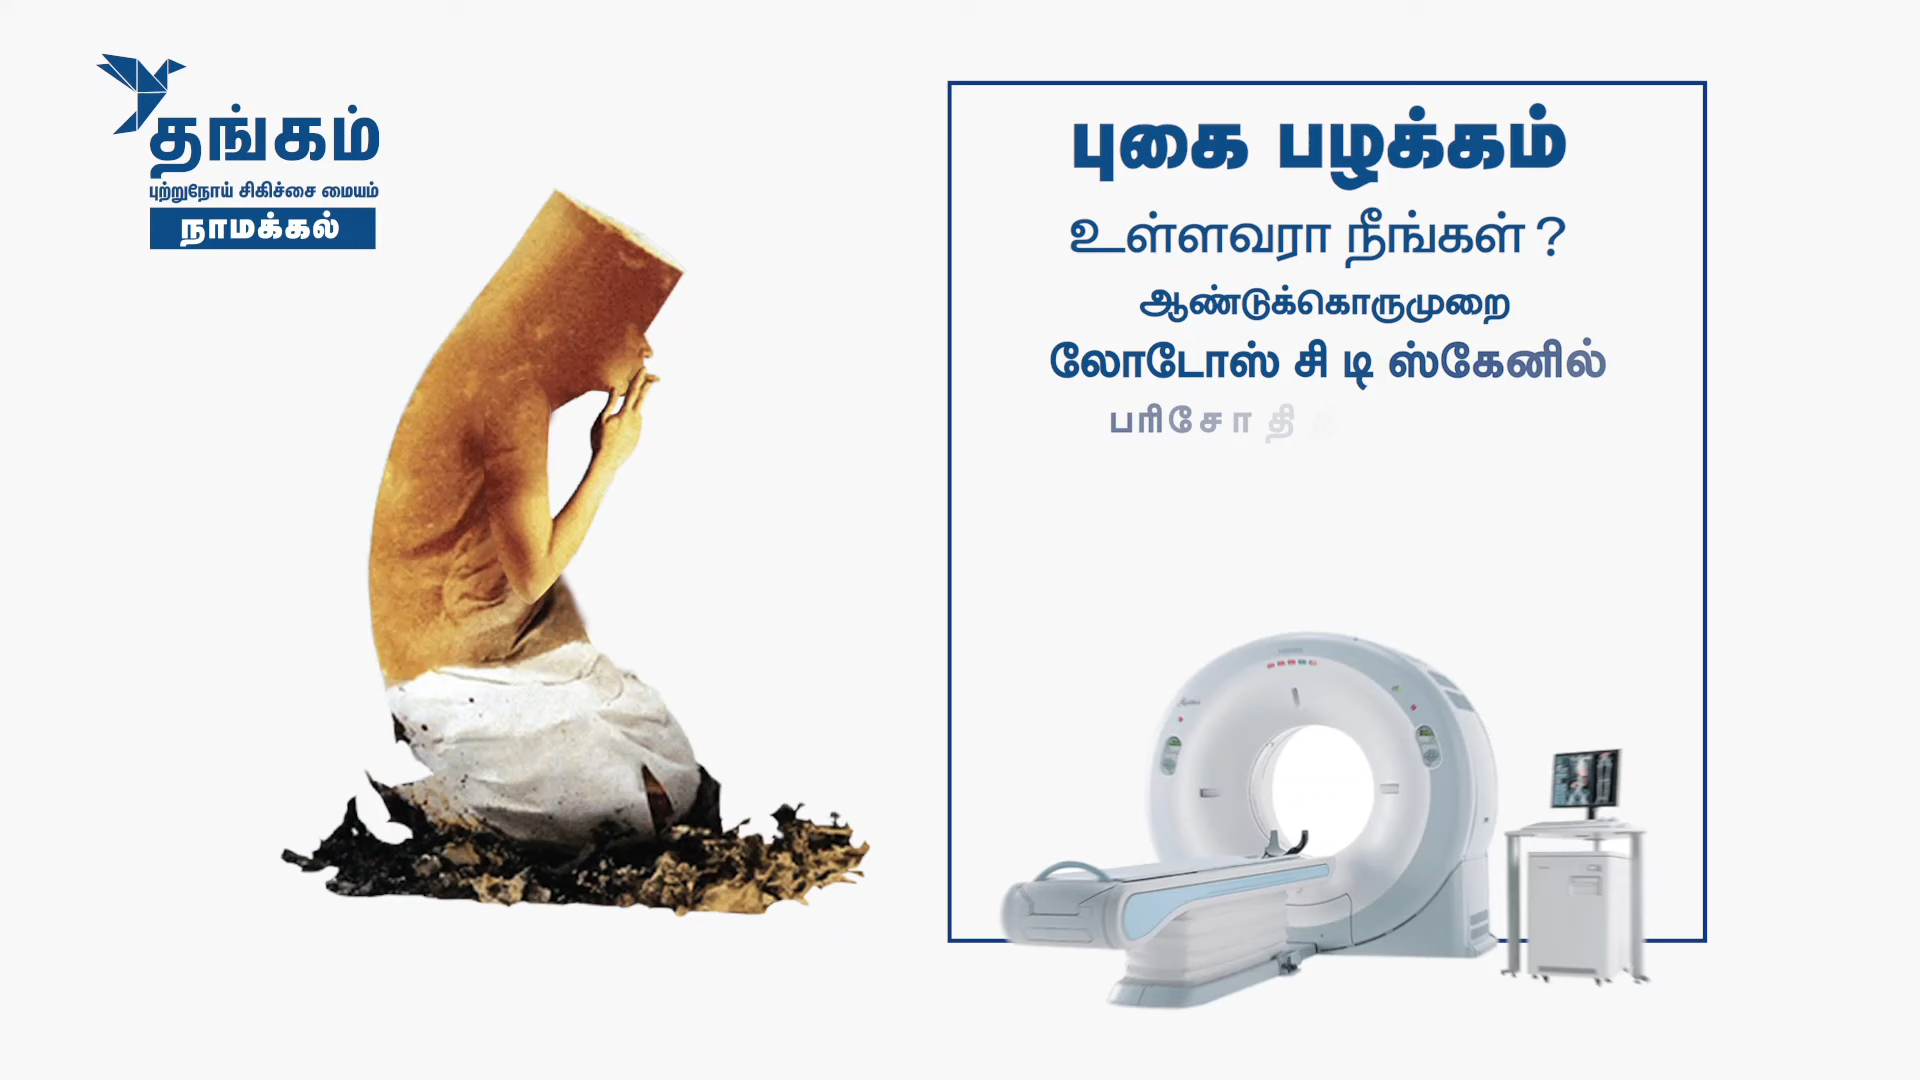 தங்கம்
புற்றுநோய் சிகிச்சை மையம்
நாமக்கல்
புகை பழக்கம்
உள்ளவரா நீங்கள் ?
ஆண்டுக்கொருமுறை
லோடோஸ் சி டி ஸ்கேனில்
பரிசோதி